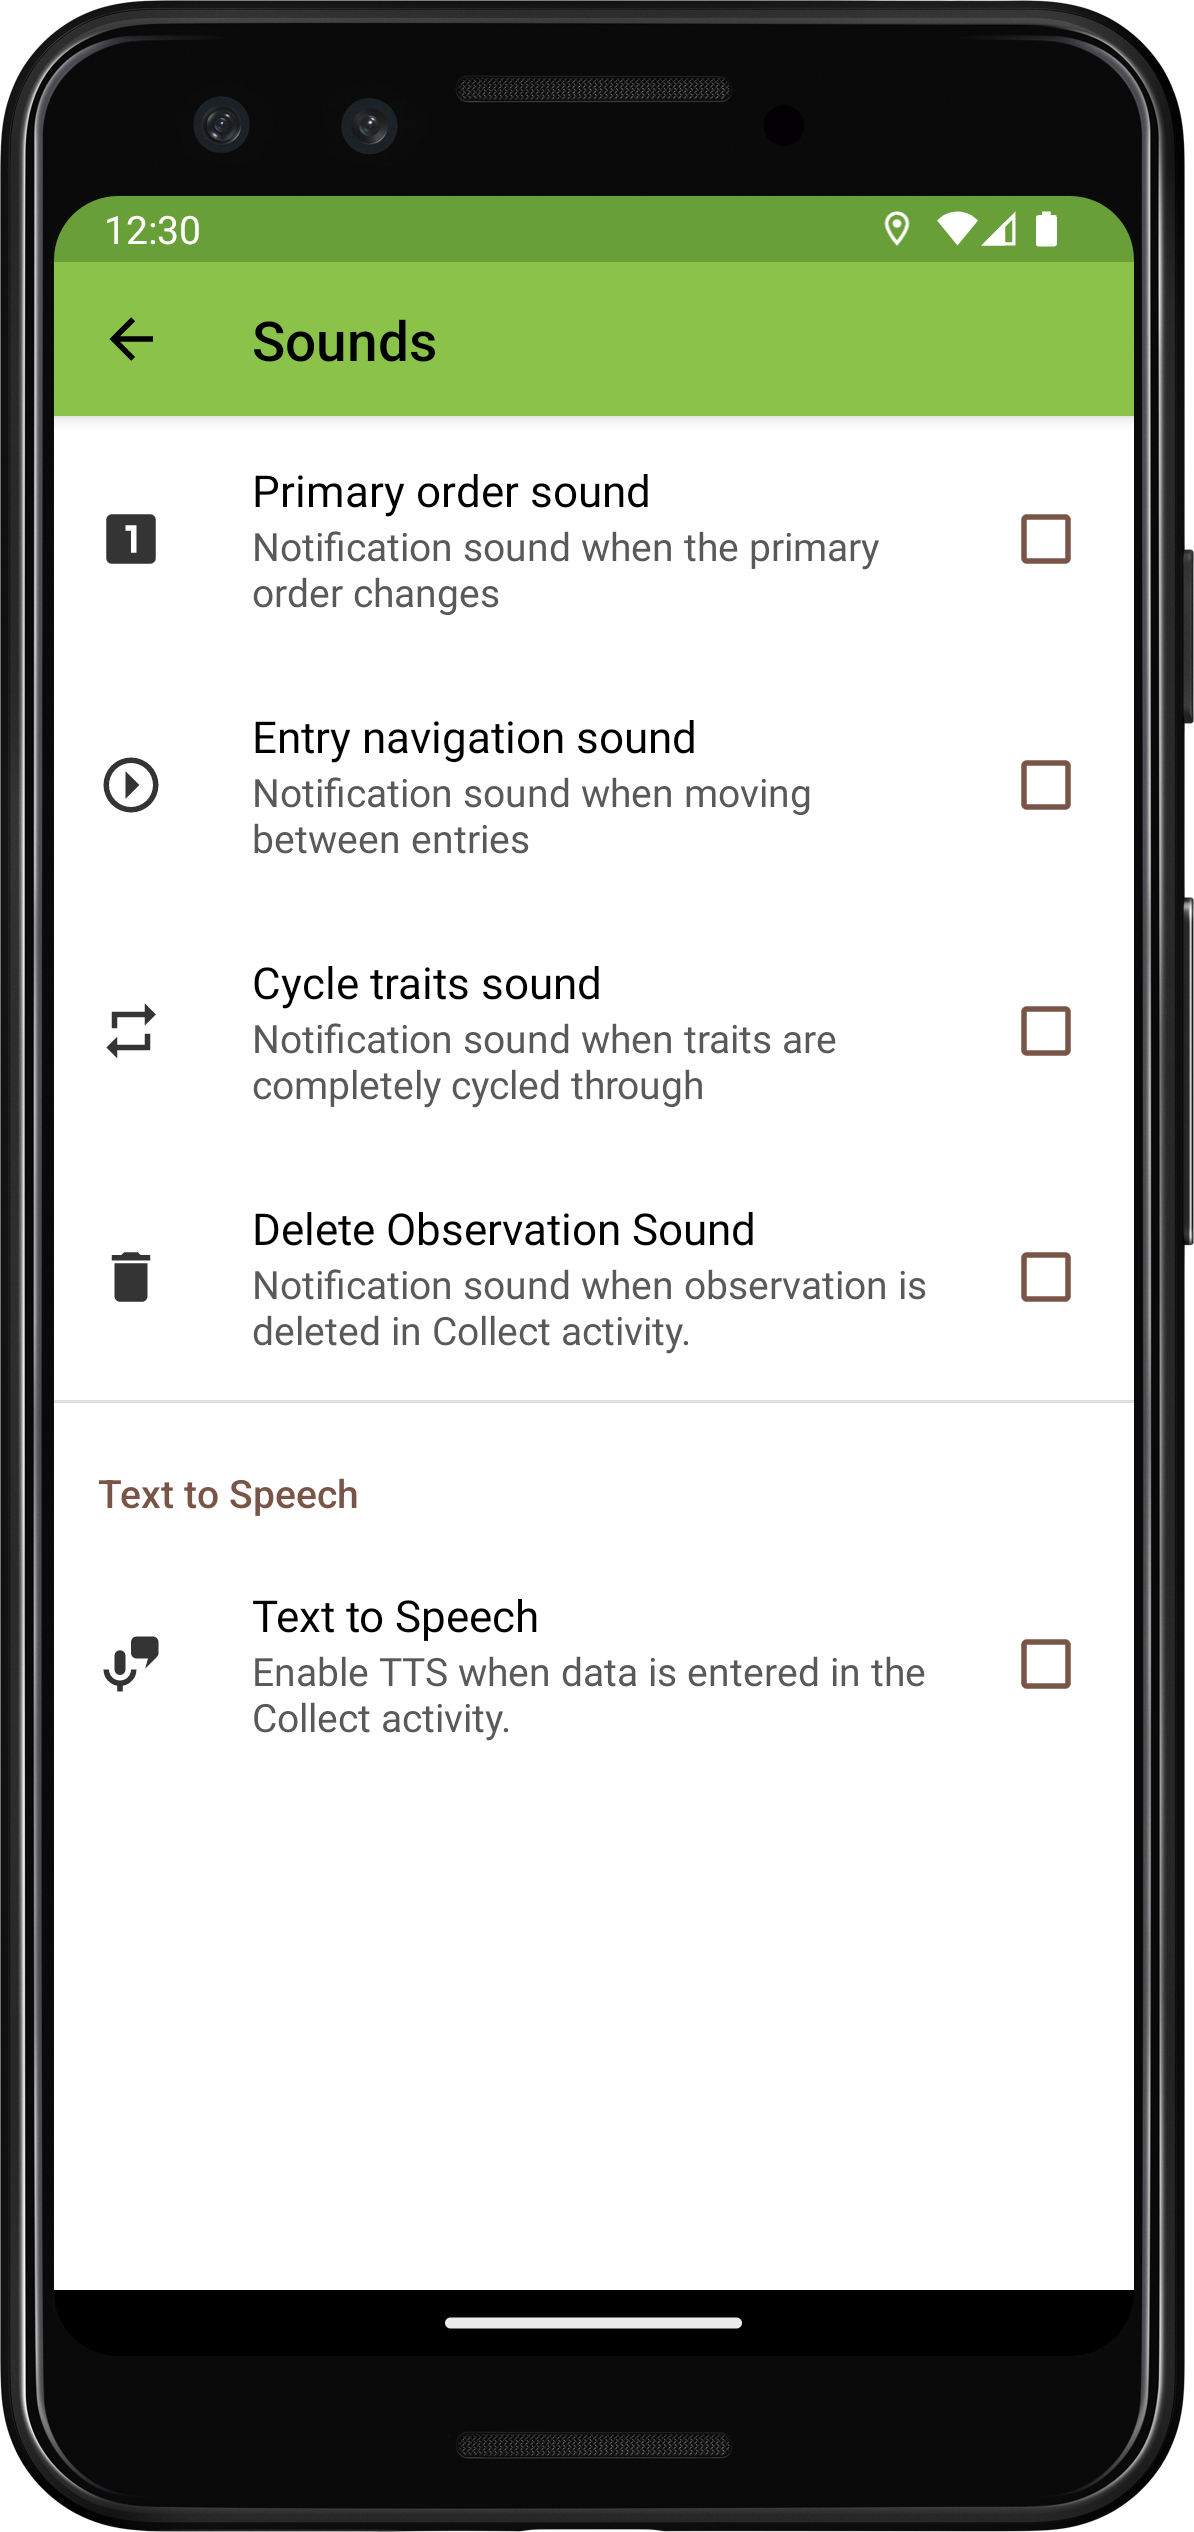 12:30
Sounds
1
Primary order sound
Notification sound when the primary
order changes
Entry navigation sound
Notification sound when moving
between entries
Cycle traits sound
Notification sound when traits are
completely cycled through
Delete Observation Sound
Notification sound when observation is
deleted in Collect activity.
Text to Speech
Text to Speech
Enable TTS when data is entered in the
Collect activity.